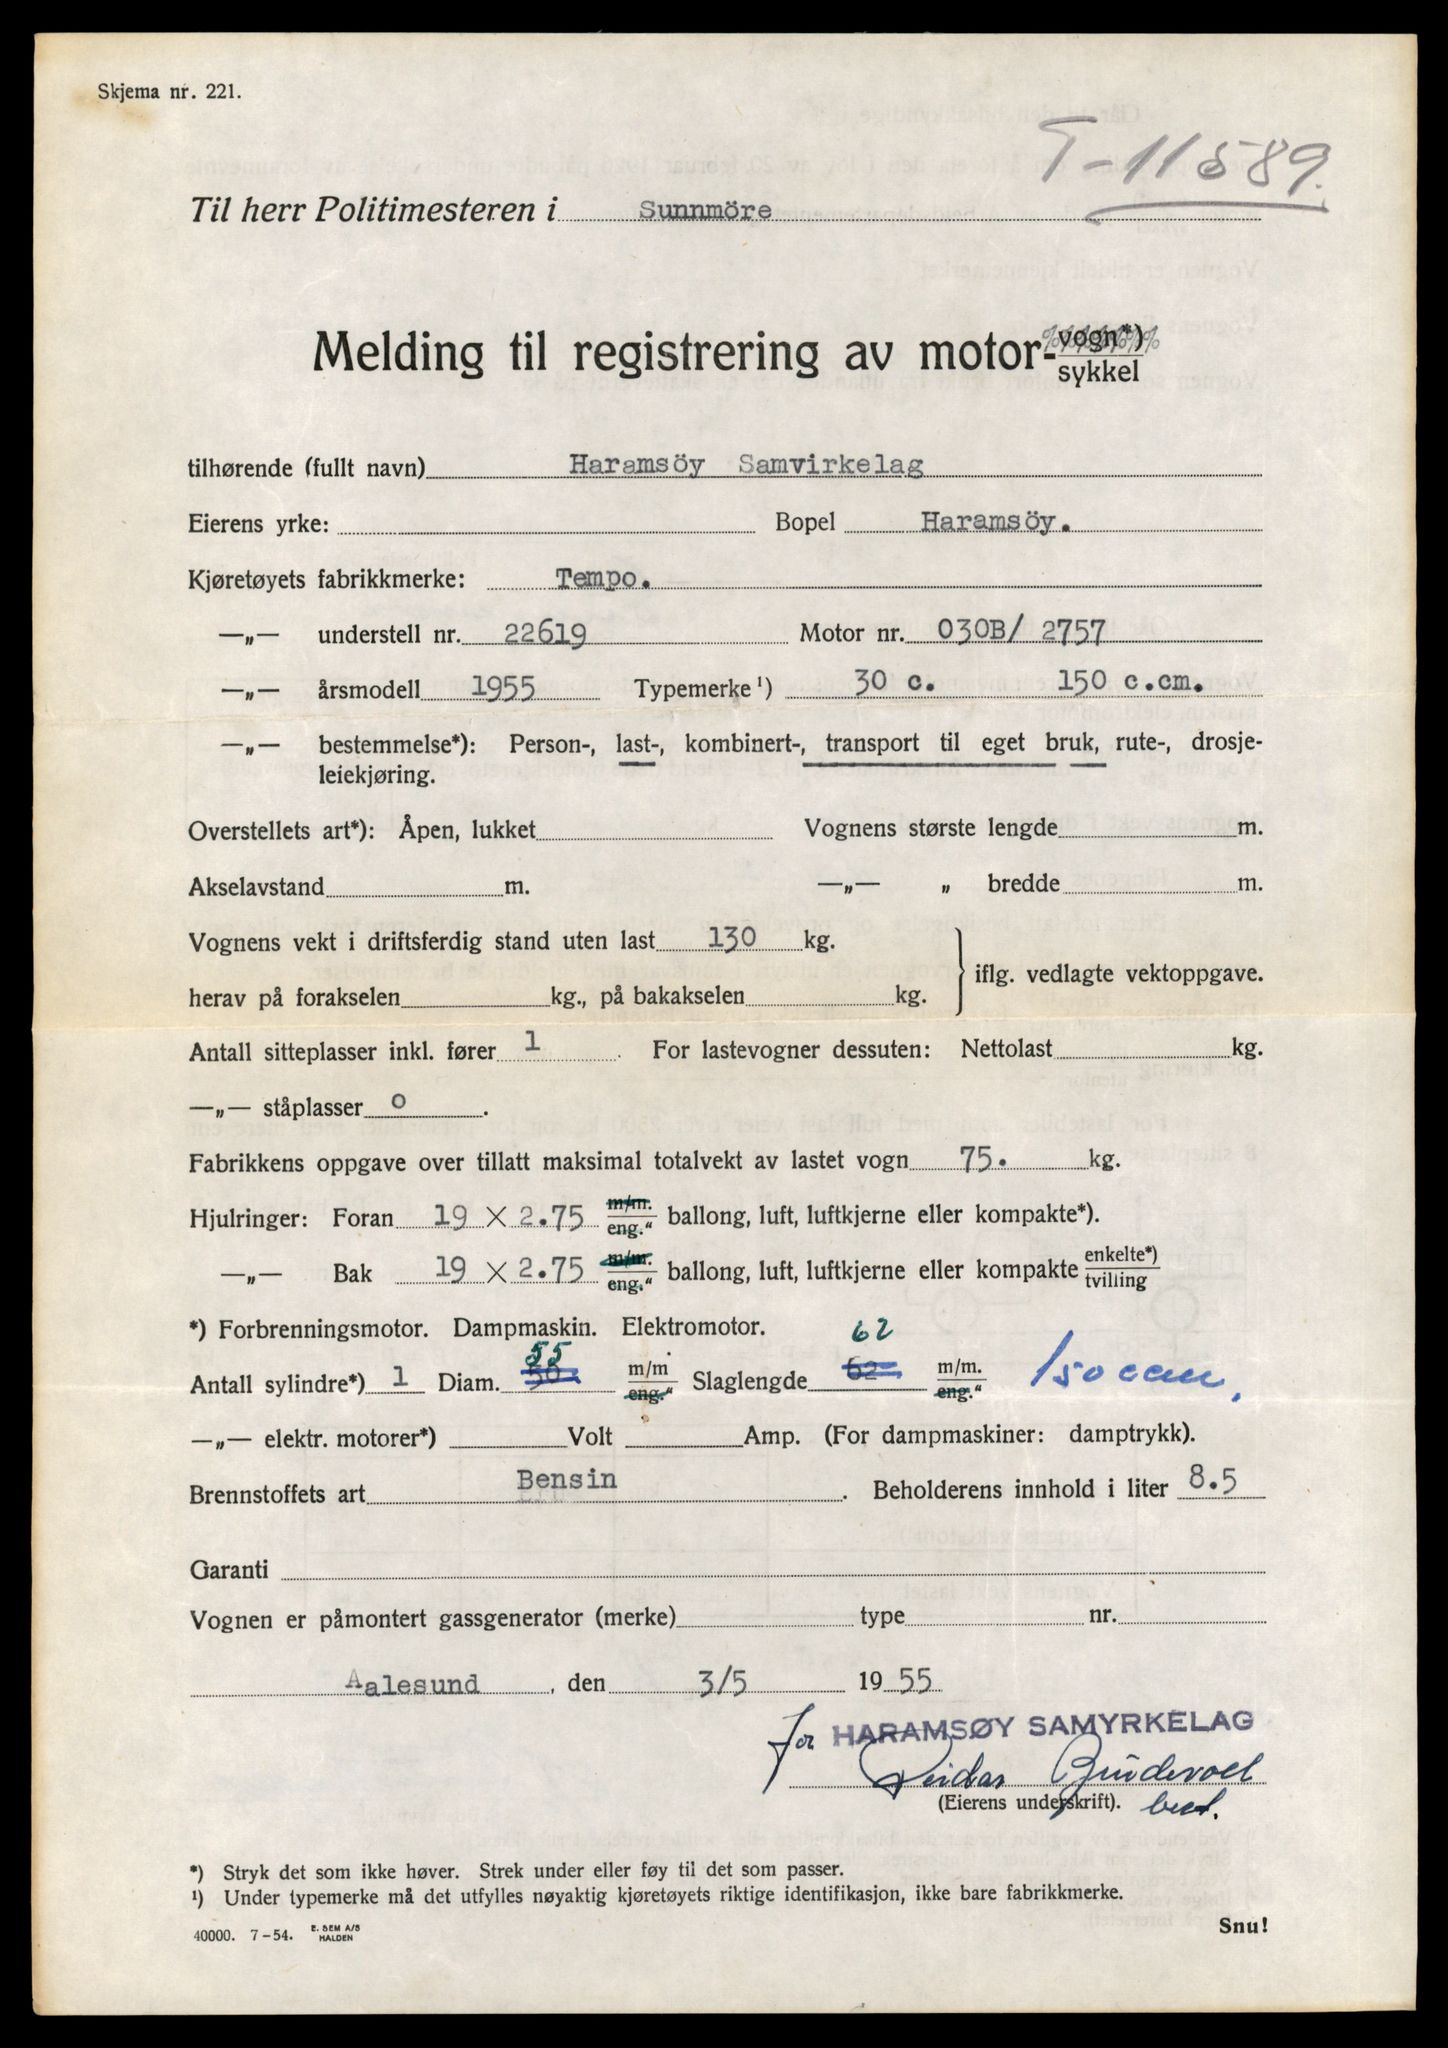 Skjema nr. 221.
T-11589.
Til herr Politimesteren i Sunnmöre
Melding til registrering av motor-vogn*)
sykkel
tilhørende (fullt navn) Haramsöy Samvirkelag
Eierens yrke: Bopel Haramsöy.
Kjøretøyets fabrikkmerke: Tempo.
—„— understell nr. 22619 Motor nr. 030B/ 2757
—„— årsmodell 1955 Typemerke¹) 30 c. 150 c.cm.
—„— bestemmelse*): Person-, last-, kombinert-, transport til eget bruk, rute-, drosje-
leiekjøring.
Overstellets art*): Åpen, lukket Vognens største lengde m.
Akselavstand m. —„— „ bredde m.
Vognens vekt i driftsferdig stand uten last 130 kg.
herav på forakselen kg., på bakakselen kg. iflg. vedlagte vektoppgave.
Antall sitteplasser inkl. fører 1 . For lastevogner dessuten: Nettolast kg.
—„— ståplasser o .
Fabrikkens oppgave over tillatt maksimal totalvekt av lastet vogn 75. kg.
Hjulringer: Foran 19 × 2.75 m/m. eng.“ ballong, luft, luftkjerne eller kompakte*).
—„— Bak 19 × 2.75 m/m. eng.“ ballong, luft, luftkjerne eller kompakte enkelte*) tvilling
*) Forbrenningsmotor. Dampmaskin. Elektromotor.
55 62
Antall sylindre*) 1 Diam. 50. m/m eng.“ Slaglengde 62 m/m. eng.“ 150 ccm.
—„— elektr. motorer*) Volt Amp. (For dampmaskiner: damptrykk).
Brennstoffets art Bensin . Beholderens innhold i liter 8.5
Garanti
Vognen er påmontert gassgenerator (merke) type nr.
Aalesund , den 3/5 19 55
for HARAMSØY SAMYRKELAG
Reidar
(Eierens underskrift). best.
*) Stryk det som ikke høver. Strek under eller føy til det som passer.
¹) Under typemerke må det utfylles nøyaktig kjøretøyets riktige identifikasjon, ikke bare fabrikkmerke.
40000. 7-54. E. SEM A/S HALDEN
Snu!